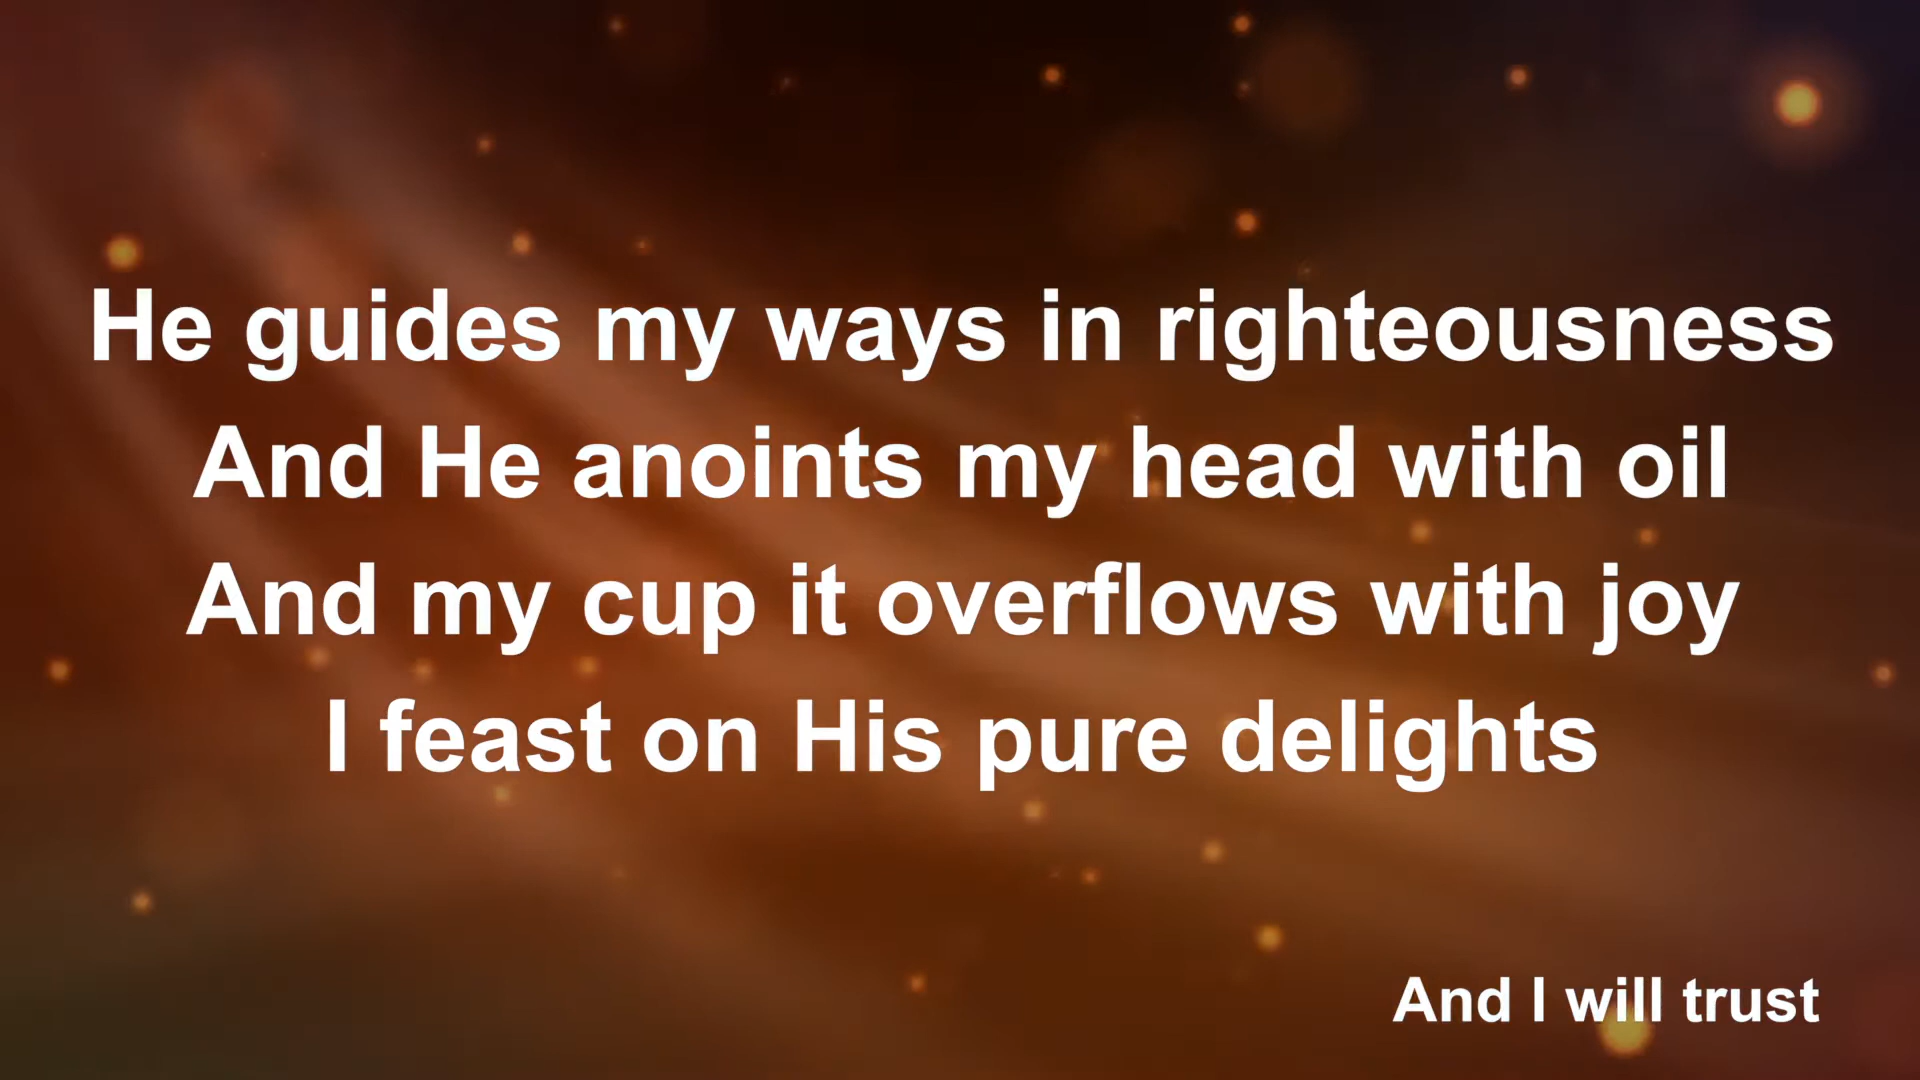 He guides my ways in righteousness
And He anoints my head with oil
And my cup it overflows with joy
I feast on His pure delights
And I will trust